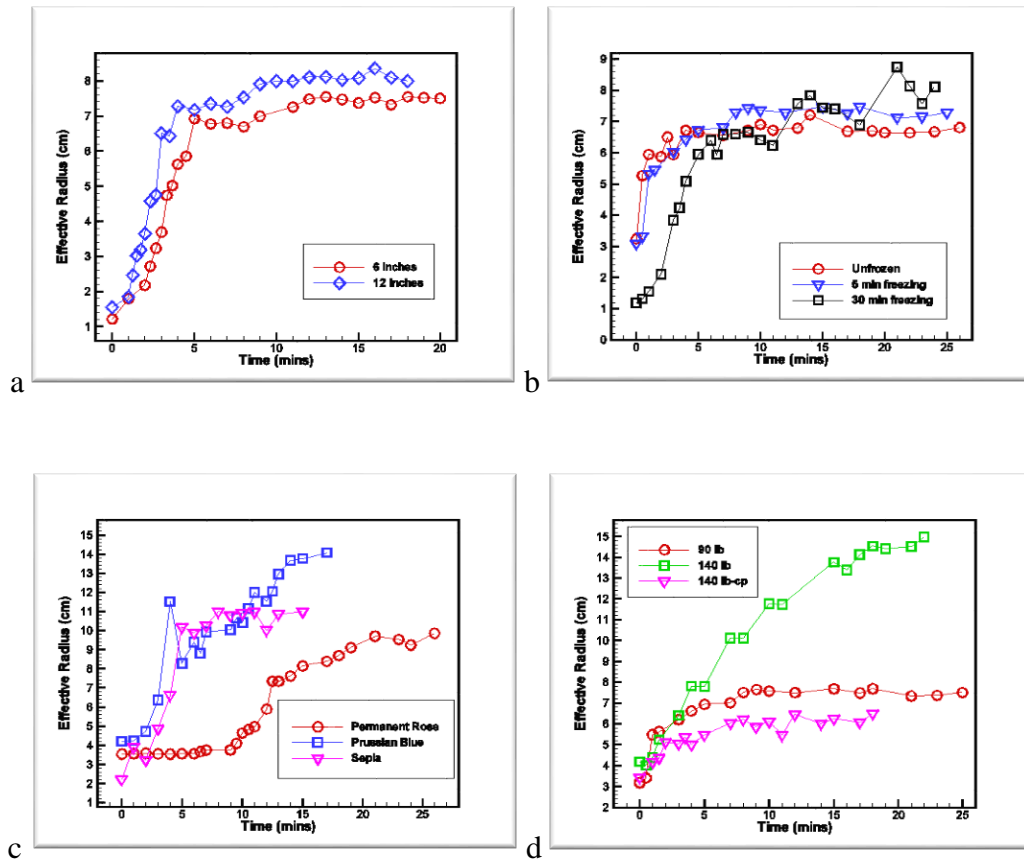 Effective Radius (cm)
8
7
6
5
4
3
2
1
0 5 10 15 20
Time (mins)
6 inches
12 inches
a
Effective Radius (cm)
9
8
7
6
5
4
3
2
1
0
0 5 10 15 20 25
Time (mins)
Unfrozen
5 min freezing
30 min freezing
b
Effective Radius (cm)
15
14
13
12
11
10
9
8
7
6
5
4
3
2
1
0 5 10 15 20 25
Time (mins)
Permanent Rose
Prussian Blue
Sepia
c
Effective Radius (cm)
15
14
13
12
11
10
9
8
7
6
5
4
3
2
0 5 10 15 20 25
Time (mins)
90 lb
140 lb
140 lb-cp
d